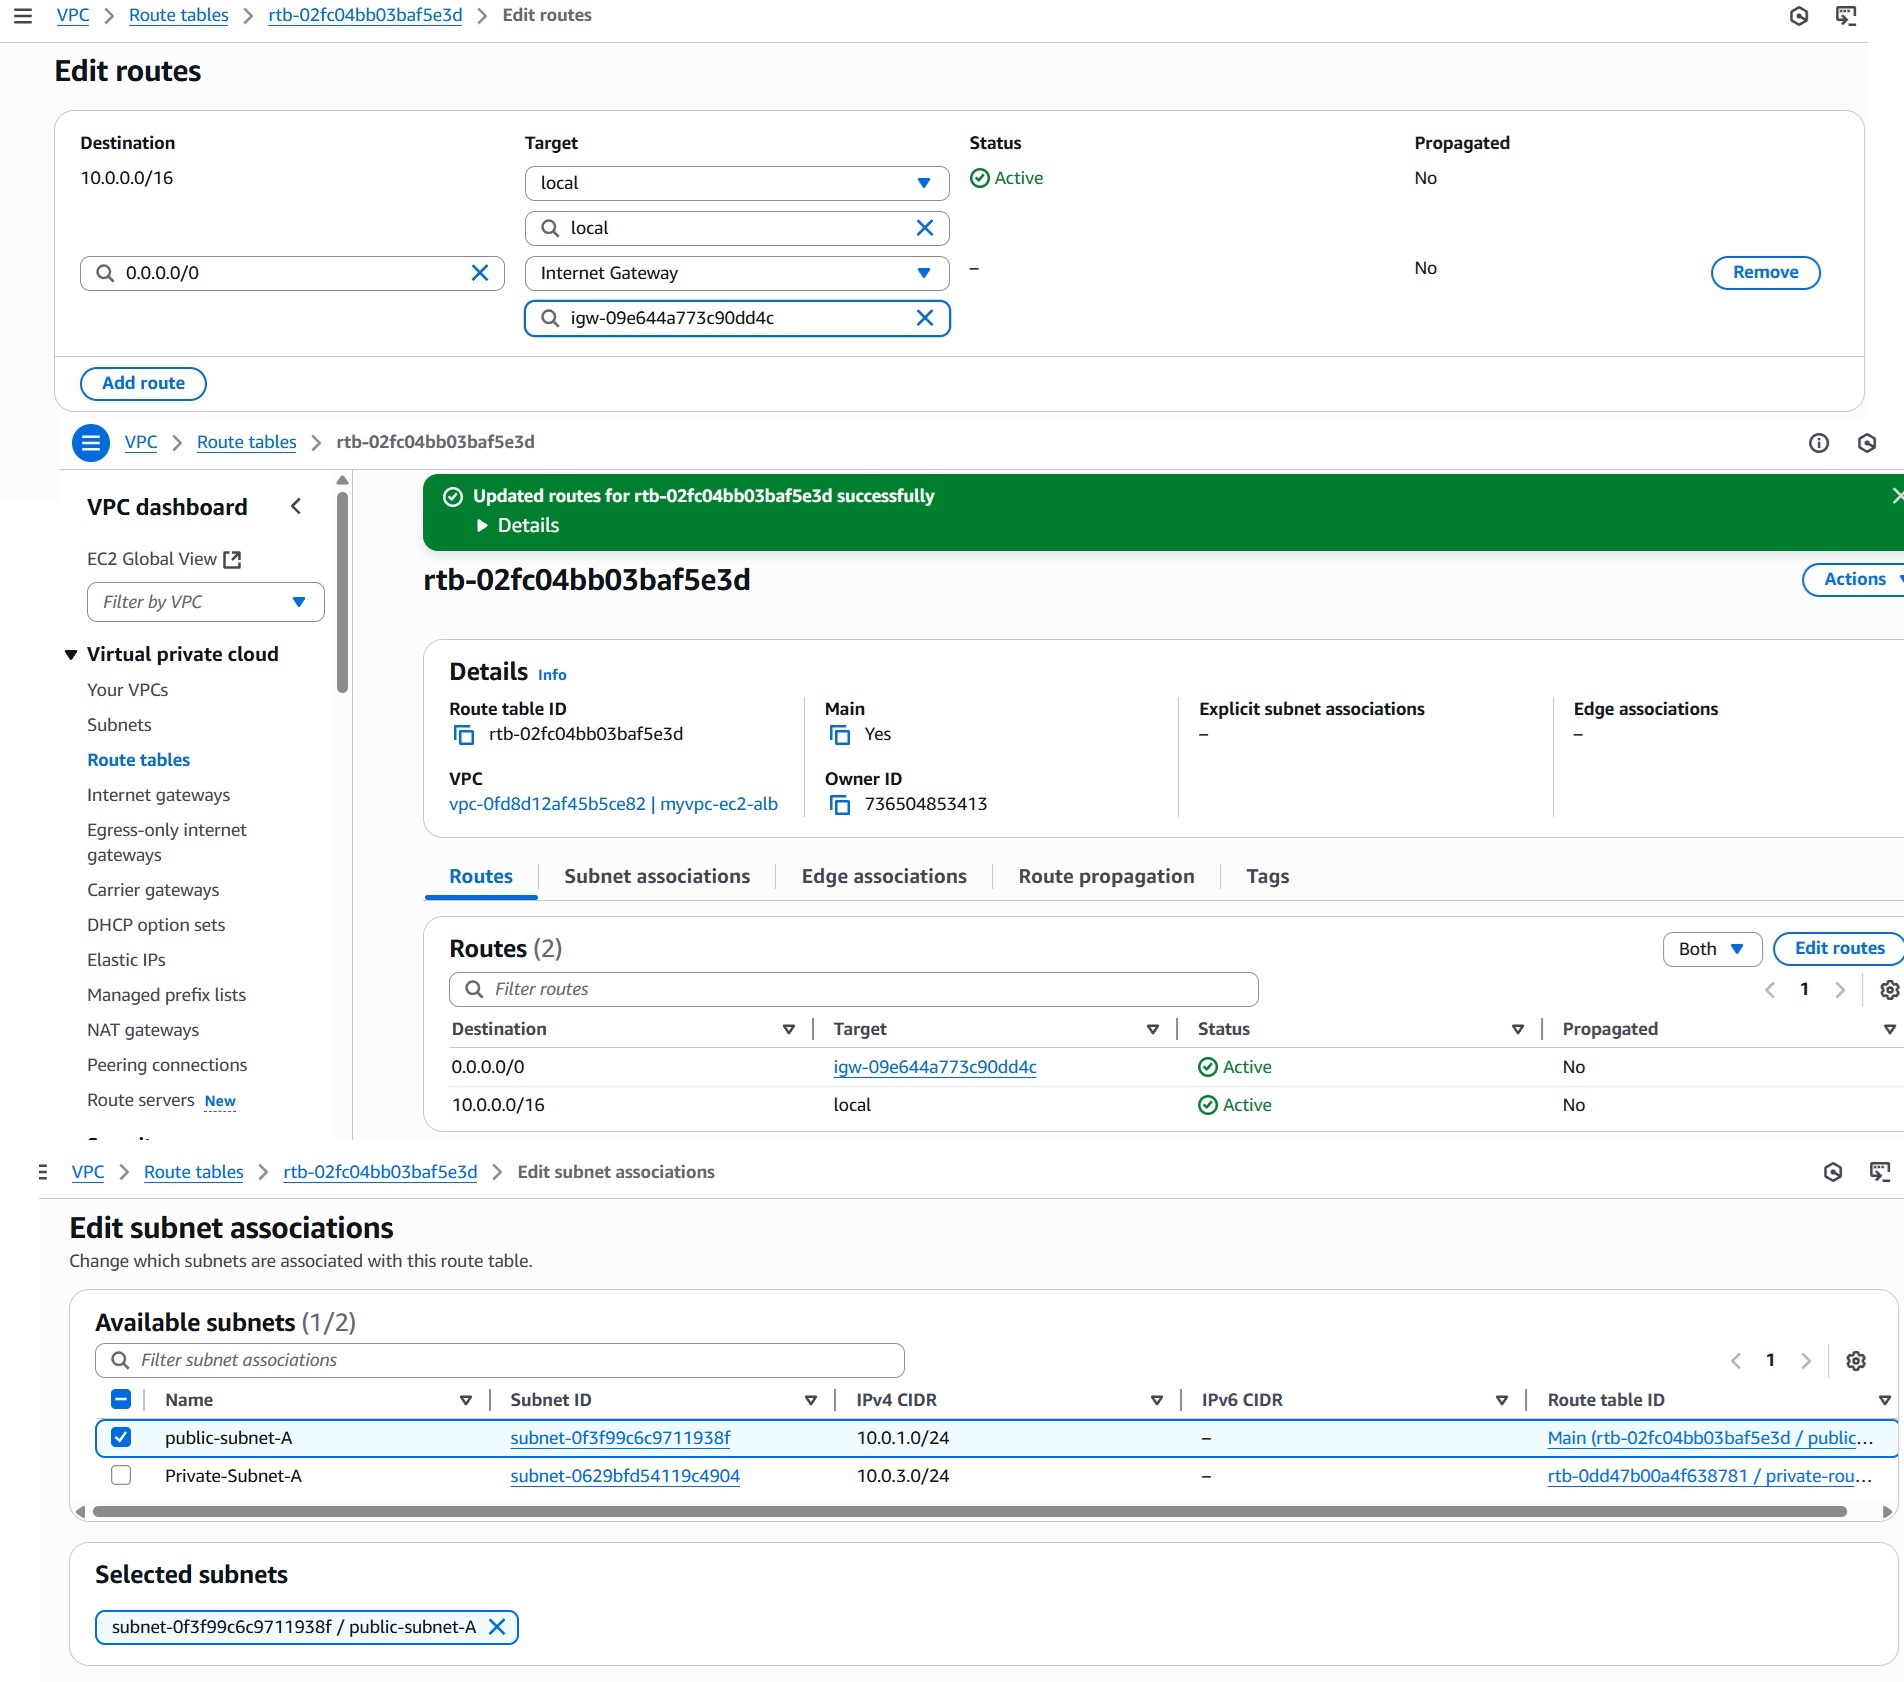 VPC > Route tables > rtb-02fc04bb03baf5e3d > Edit routes
Edit routes
Destination Target Status Propagated
10.0.0.0/16 local Active No
local
0.0.0.0/0 Internet Gateway – No Remove
igw-09e644a773c90dd4c
Add route
VPC > Route tables > rtb-02fc04bb03baf5e3d
VPC dashboard
EC2 Global View
Filter by VPC
Virtual private cloud
Your VPCs
Subnets
Route tables
Internet gateways
Egress-only internet
gateways
Carrier gateways
DHCP option sets
Elastic IPs
Managed prefix lists
NAT gateways
Peering connections
Route servers New
Updated routes for rtb-02fc04bb03baf5e3d successfully
Details
rtb-02fc04bb03baf5e3d
Actions
Details Info
Route table ID
rtb-02fc04bb03baf5e3d
Main
Yes
Explicit subnet associations
–
Edge associations
–
VPC
vpc-0fd8d12af45b5ce82 | myvpc-ec2-alb
Owner ID
736504853413
Routes Subnet associations Edge associations Route propagation Tags
Routes (2)
Both Edit routes
Filter routes
1
Destination Target Status Propagated
0.0.0.0/0 igw-09e644a773c90dd4c Active No
10.0.0.0/16 local Active No
VPC > Route tables > rtb-02fc04bb03baf5e3d > Edit subnet associations
Edit subnet associations
Change which subnets are associated with this route table.
Available subnets (1/2)
Filter subnet associations
1
Name Subnet ID IPv4 CIDR IPv6 CIDR Route table ID
public-subnet-A subnet-0f3f99c6c9711938f 10.0.1.0/24 – Main (rtb-02fc04bb03baf5e3d / public...
Private-Subnet-A subnet-0629bfd54119c4904 10.0.3.0/24 – rtb-0dd47b00a4f638781 / private-rou...
Selected subnets
subnet-0f3f99c6c9711938f / public-subnet-A